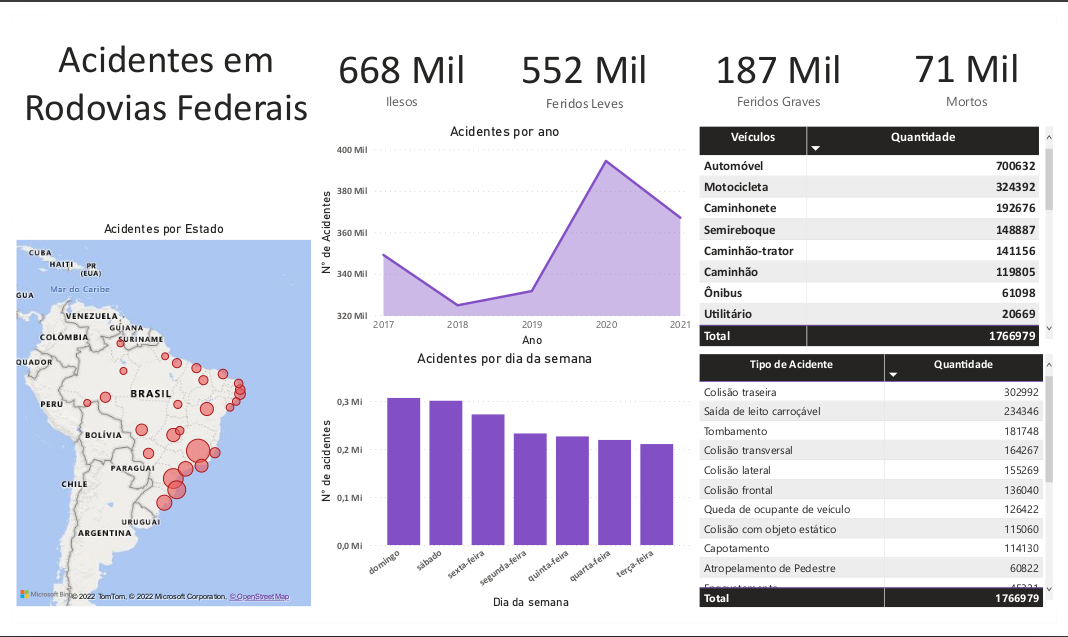 Acidentes em
Rodovias Federais
668 Mil
Ilesos
552 Mil
Feridos Leves
187 Mil
Feridos Graves
71 Mil
Mortos
Acidentes por ano
N° de Acidentes
400 Mil
380 Mil
360 Mil
340 Mil
320 Mil
2017 2018 2019 2020 2021
Ano
Veículos Quantidade
Automóvel 700632
Motocicleta 324392
Caminhonete 192676
Semireboque 148887
Caminhão-trator 141156
Caminhão 119805
Ônibus 61098
Utilitário 20669
Total 1766979
Acidentes por Estado
CUBA
HAITI
PR
(EUA)
Mar do Caribe
GUA
VENEZUELA
GUIANA
SURINAME
COLÔMBIA
QUADOR
BRASIL
PERU
BOLÍVIA
PARAGUAI
CHILE
URUGUAI
ARGENTINA
Microsoft Bing
© 2022 TomTom, © 2022 Microsoft Corporation, © OpenStreetMap
Acidentes por dia da semana
N° de acidentes
0,3 Mi
0,2 Mi
0,1 Mi
0,0 Mi
domingo sábado sexta-feira segunda-feira quinta-feira quarta-feira terça-feira
Dia da semana
Tipo de Acidente Quantidade
Colisão traseira 302992
Saída de leito carroçável 234346
Tombamento 181748
Colisão transversal 164267
Colisão lateral 155269
Colisão frontal 136040
Queda de ocupante de veículo 126422
Colisão com objeto estático 115060
Capotamento 114130
Atropelamento de Pedestre 60822
Total 1766979